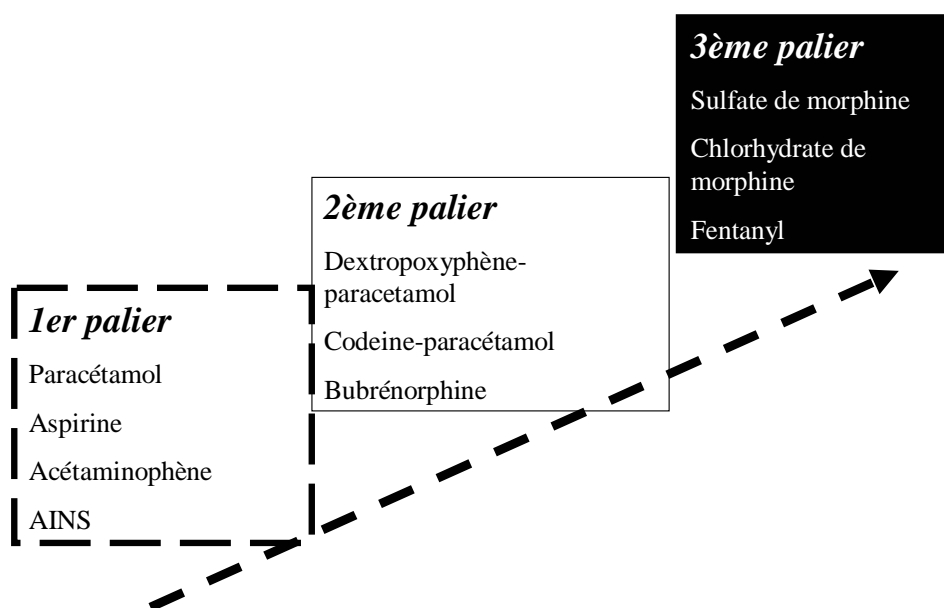 3ème palier
Sulfate de morphine
Chlorhydrate de
morphine
Fentanyl
2ème palier
Dextropoxyphène-
paracetamol
Codeine-paracétamol
Bubrénorphine
1er palier
Paracétamol
Aspirine
Acétaminophène
AINS